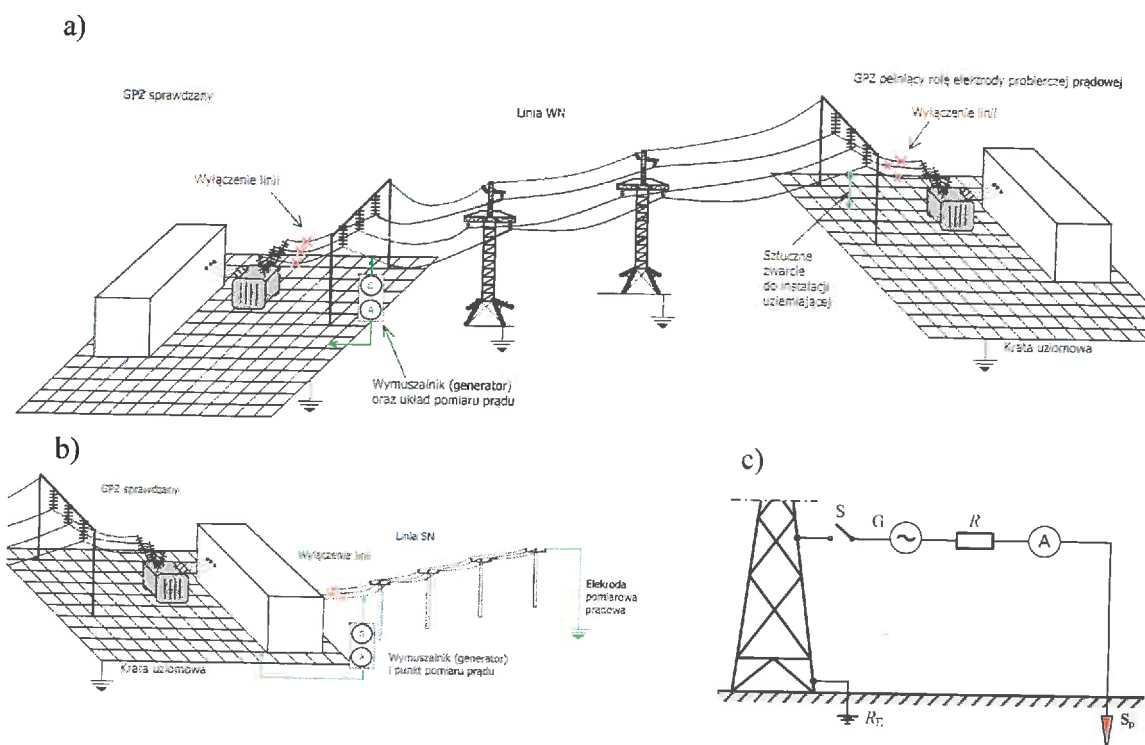 a)
GPZ sprawdzany
Linia WN
GPZ pełniący rolę elektrody probierczej prądowej
Wyłączenie linii
Wyłączenie linii
Sztuczne
zwarcie
do instalacji
uziemiającej
G
A
Krata uziomowa
Wymuszalnik (generator)
oraz układ pomiaru prądu
b)
GPZ sprawdzany
Wyłączenie linii
Linia SN
Elekroda
pomiarowa
prądowa
G
A
Krata uziomowa
Wymuszalnik (generator)
i punkt pomiaru prądu
c)
S
G
R
A
R
S